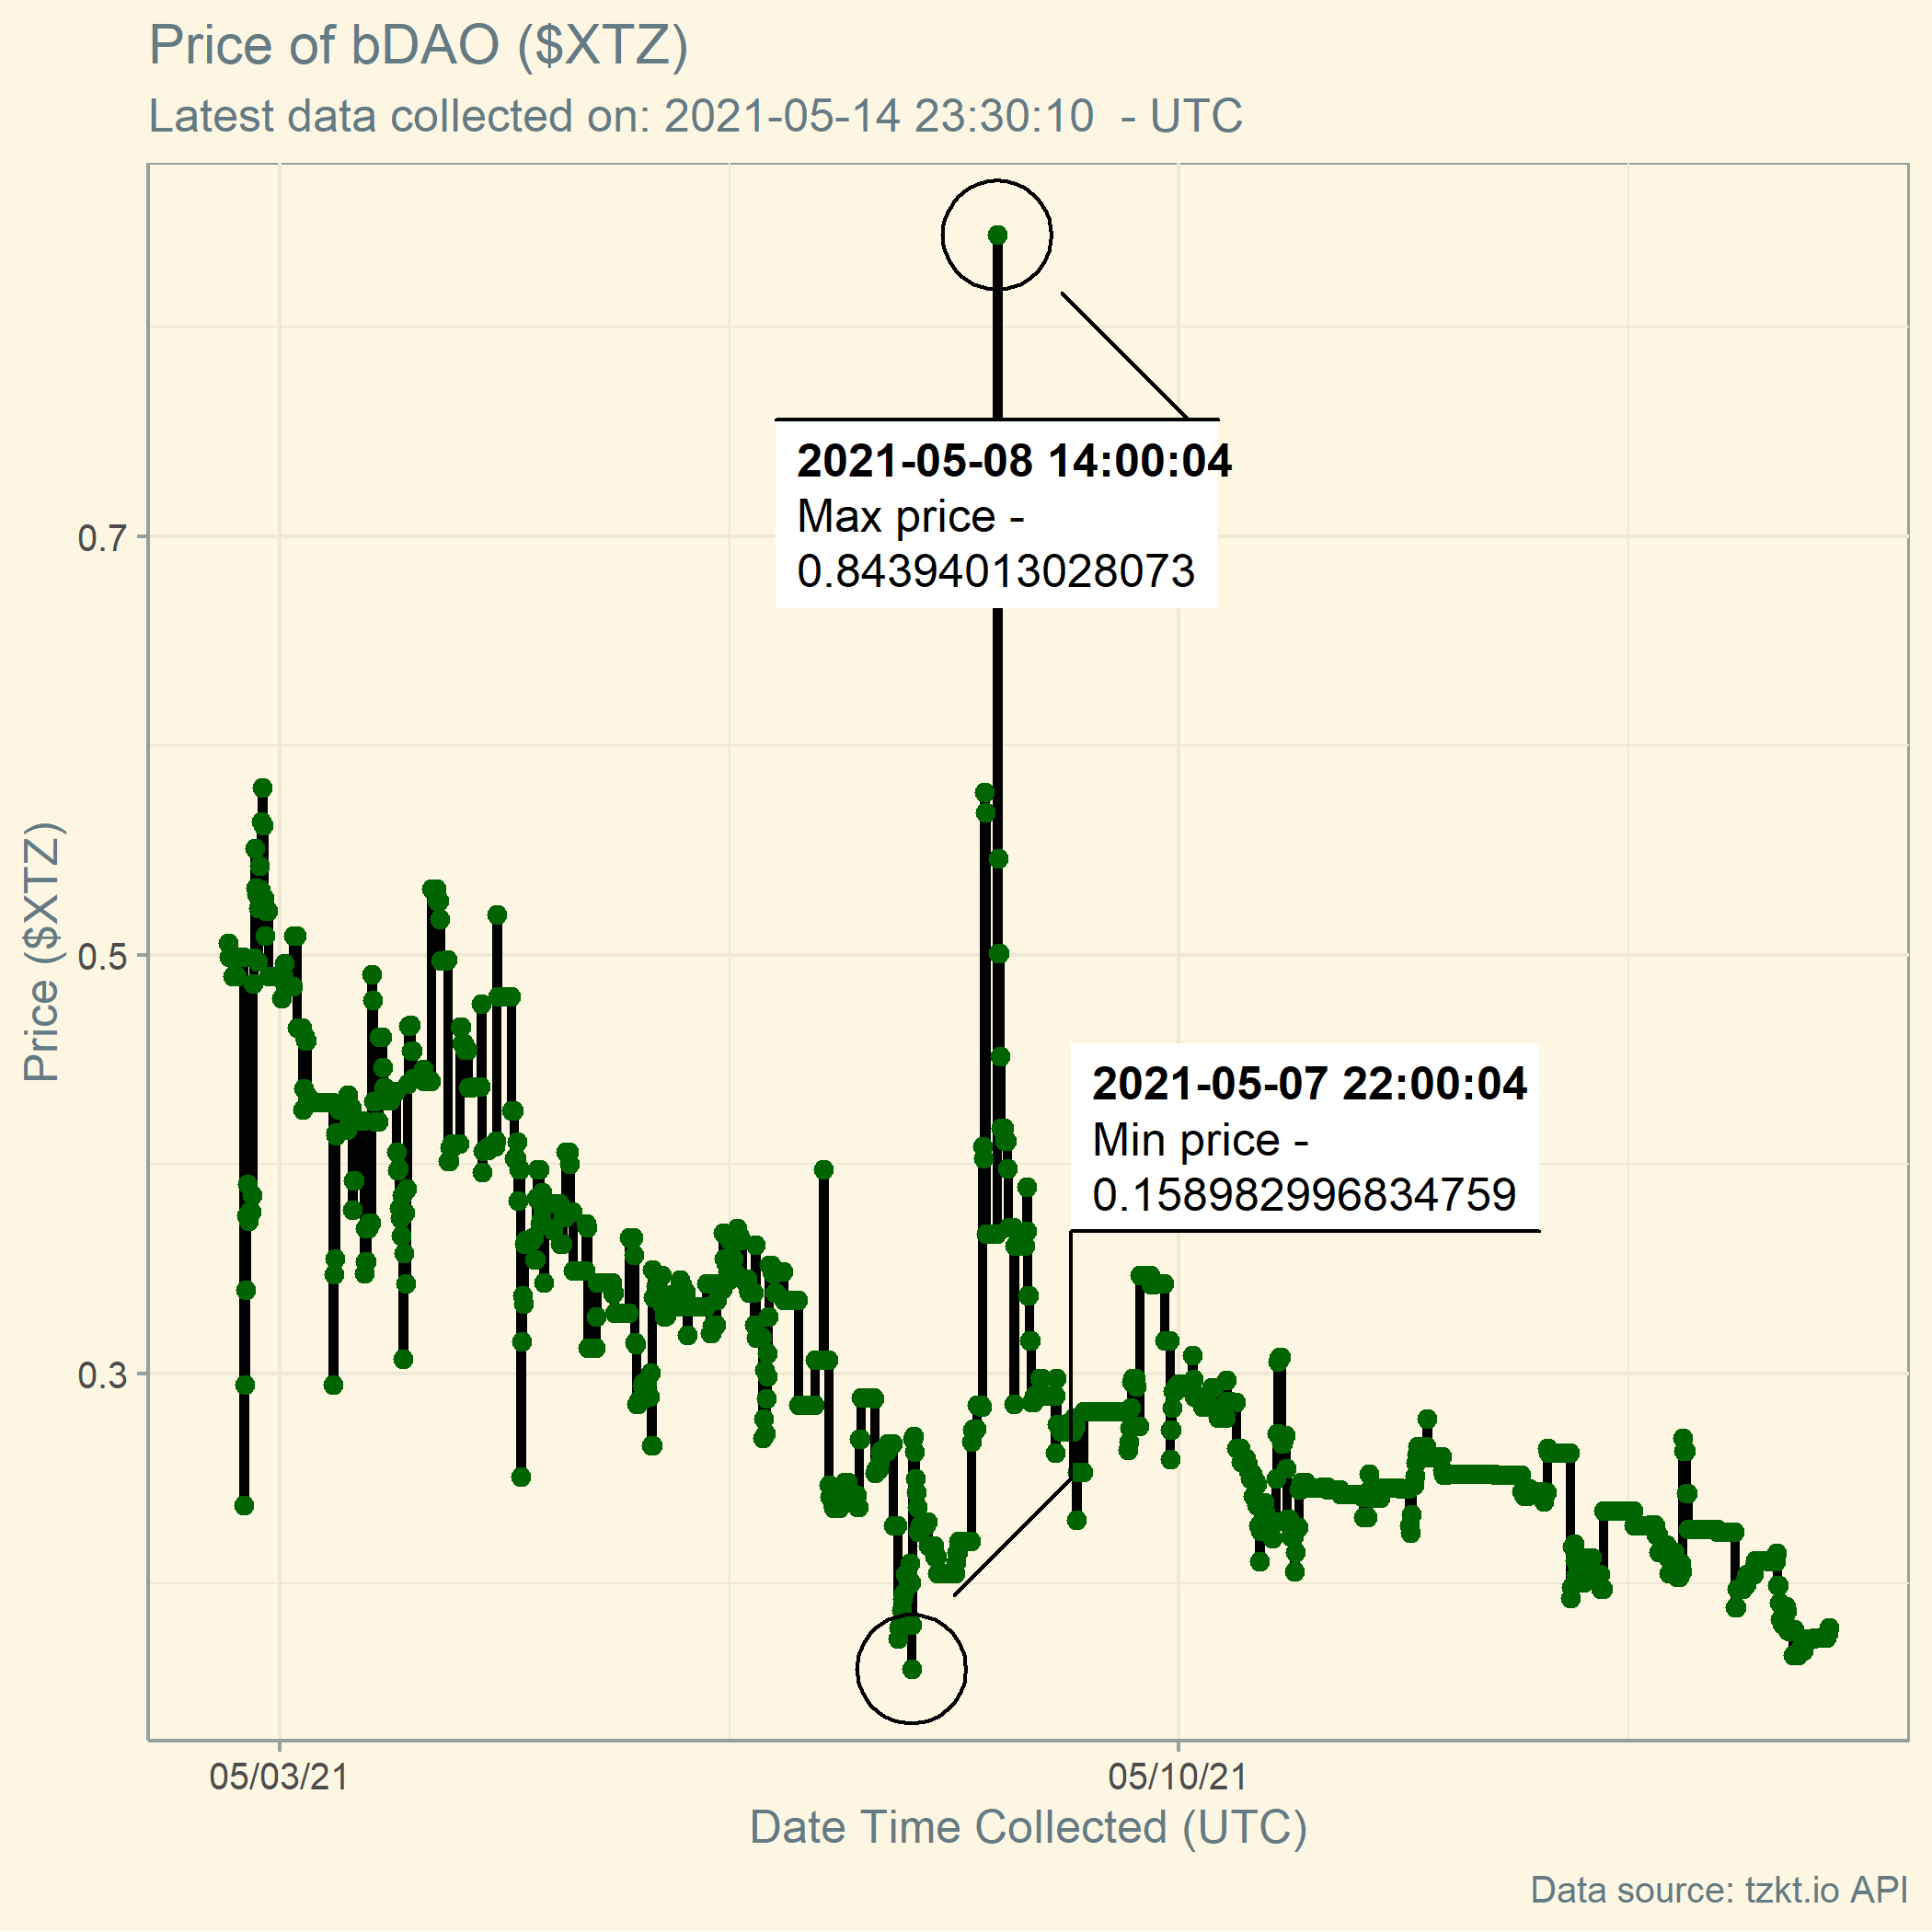 Price of bDAO ($XTZ)
Latest data collected on: 2021-05-14 23:30:10  - UTC
2021-05-08 14:00:04
Max price -
0.84394013028073
0.7
Price ($XTZ)
0.5
2021-05-07 22:00:04
Min price -
0.158982996834759
0.3
05/03/21
05/10/21
Date Time Collected (UTC)
Data source: tzkt.io API